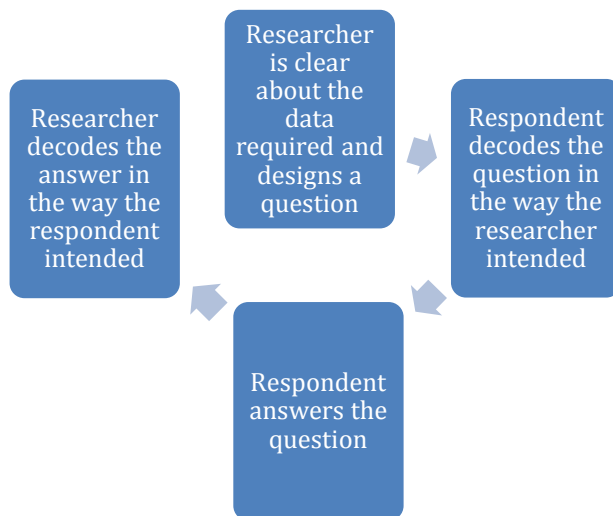 Researcher
is clear
about the
data
required and
designs a
question
Respondent
decodes the
question in
the way the
researcher
intended
Respondent
answers the
question
Researcher
decodes the
answer in
the way the
respondent
intended